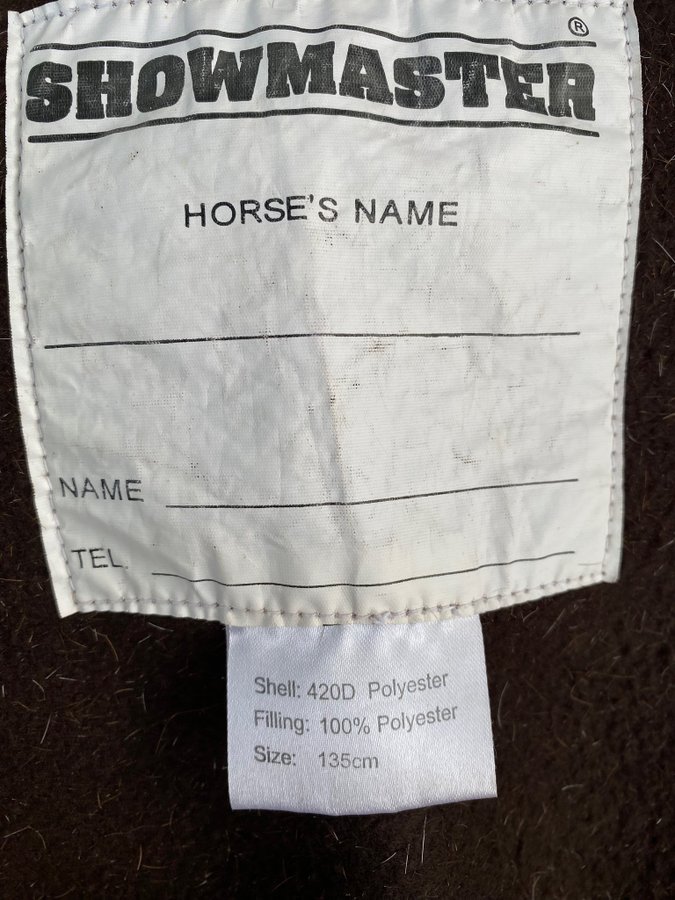 SHOWMASTER®
HORSE'S NAME
NAME
TEL.
Shell: 420D Polyester
Filling: 100% Polyester
Size: 135cm